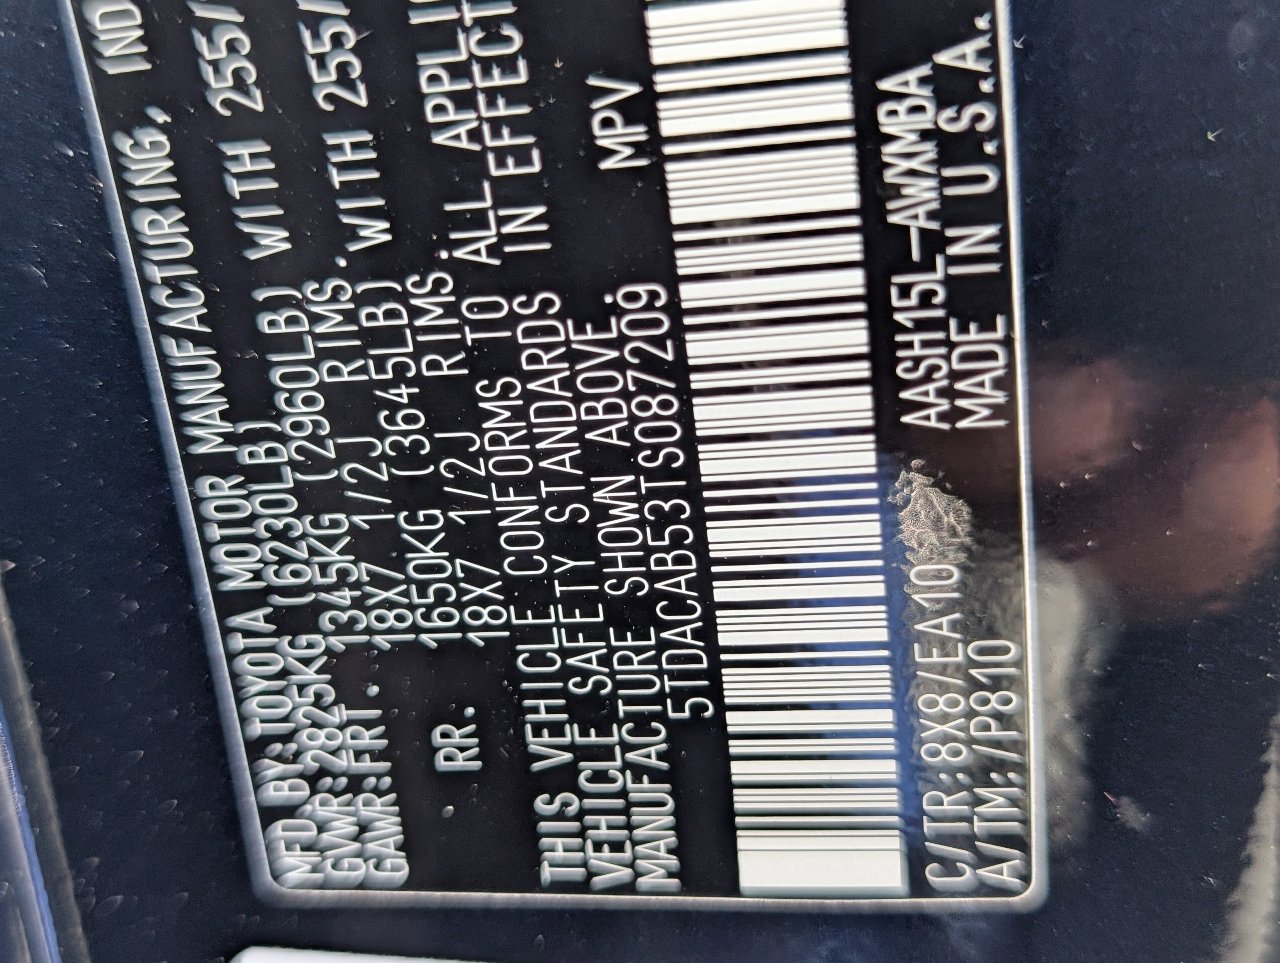 MFD. BY: TOYOTA MOTOR MANUFACTURING, IND
GVWR: 2825KG (6230LB)
GAWR:FRT. 1345KG (2960LB) WITH 255/
18X7 1/2J RIMS.
RR. 1650KG (3645LB) WITH 255/
18X7 1/2J RIMS.
THIS VEHICLE CONFORMS TO ALL APPLI
VEHICLE SAFETY STANDARDS IN EFFECT
MANUFACTURE SHOWN ABOVE.
5TDACAB53TS087209 MPV
C/TR:8X8/EA10 AASH15L-AWXMBA
A/TM:/P810 MADE IN U.S.A.